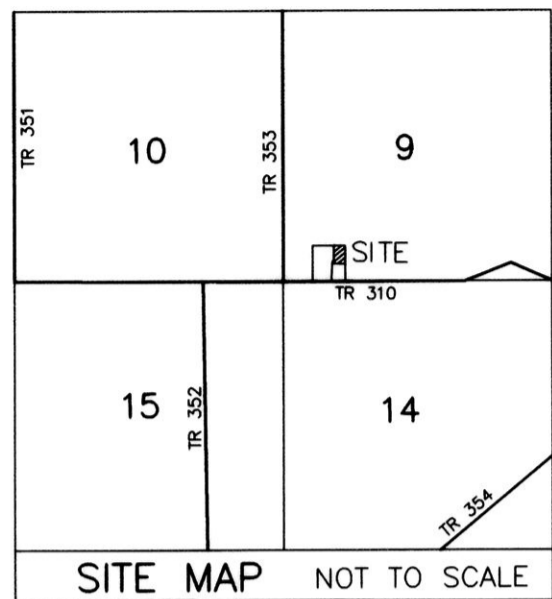 TR 351
10
TR 353
9
SITE
TR 310
15
TR 352
14
TR 354
SITE MAP NOT TO SCALE